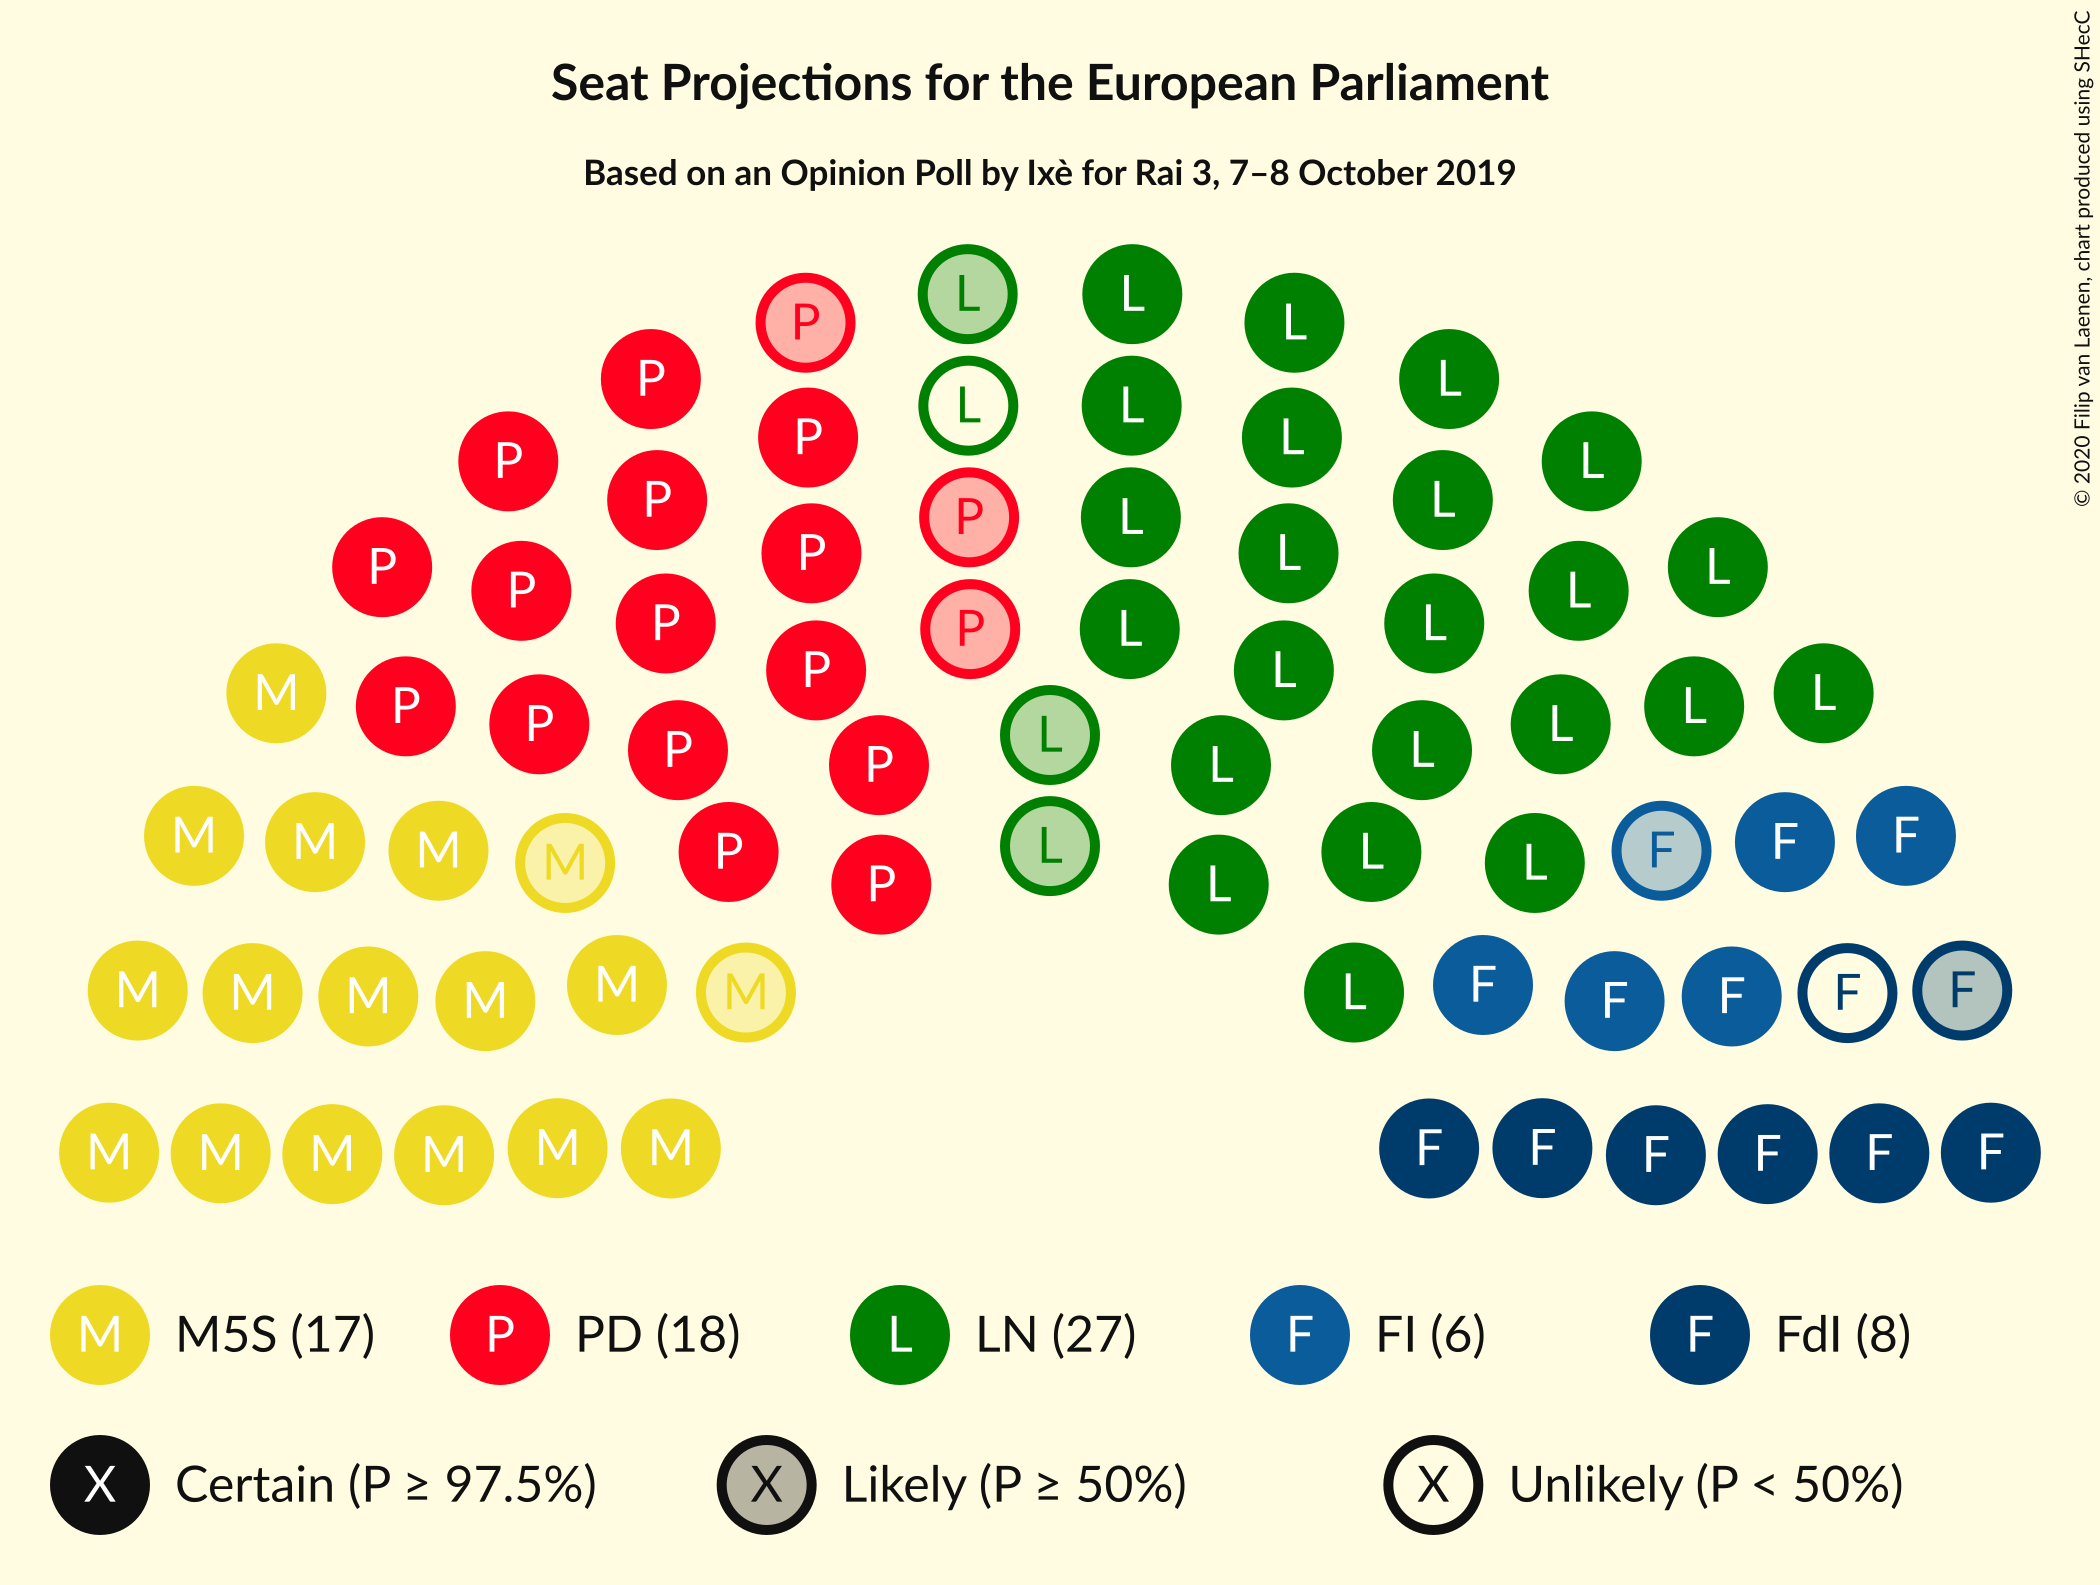 Seat Projections for the European Parliament
Based on an Opinion Poll by Ixè for Rai 3, 7–8 October 2019
© 2020 Filip van Laenen, chart produced using SHecC
L L
P L
P L
L L
P L
P L
P L
P L
P L
P L
P L
P L
P L
P L
M L
P L
P L
L
P L
P L
M M M M P L L L F F F
P L
M M M M M M L F F F F F
M M M M M M F F F F F F
M M5S (17) P PD (18) L LN (27) F FI (6) F FdI (8)
X Certain (P ≥ 97.5%) X Likely (P ≥ 50%) X Unlikely (P < 50%)